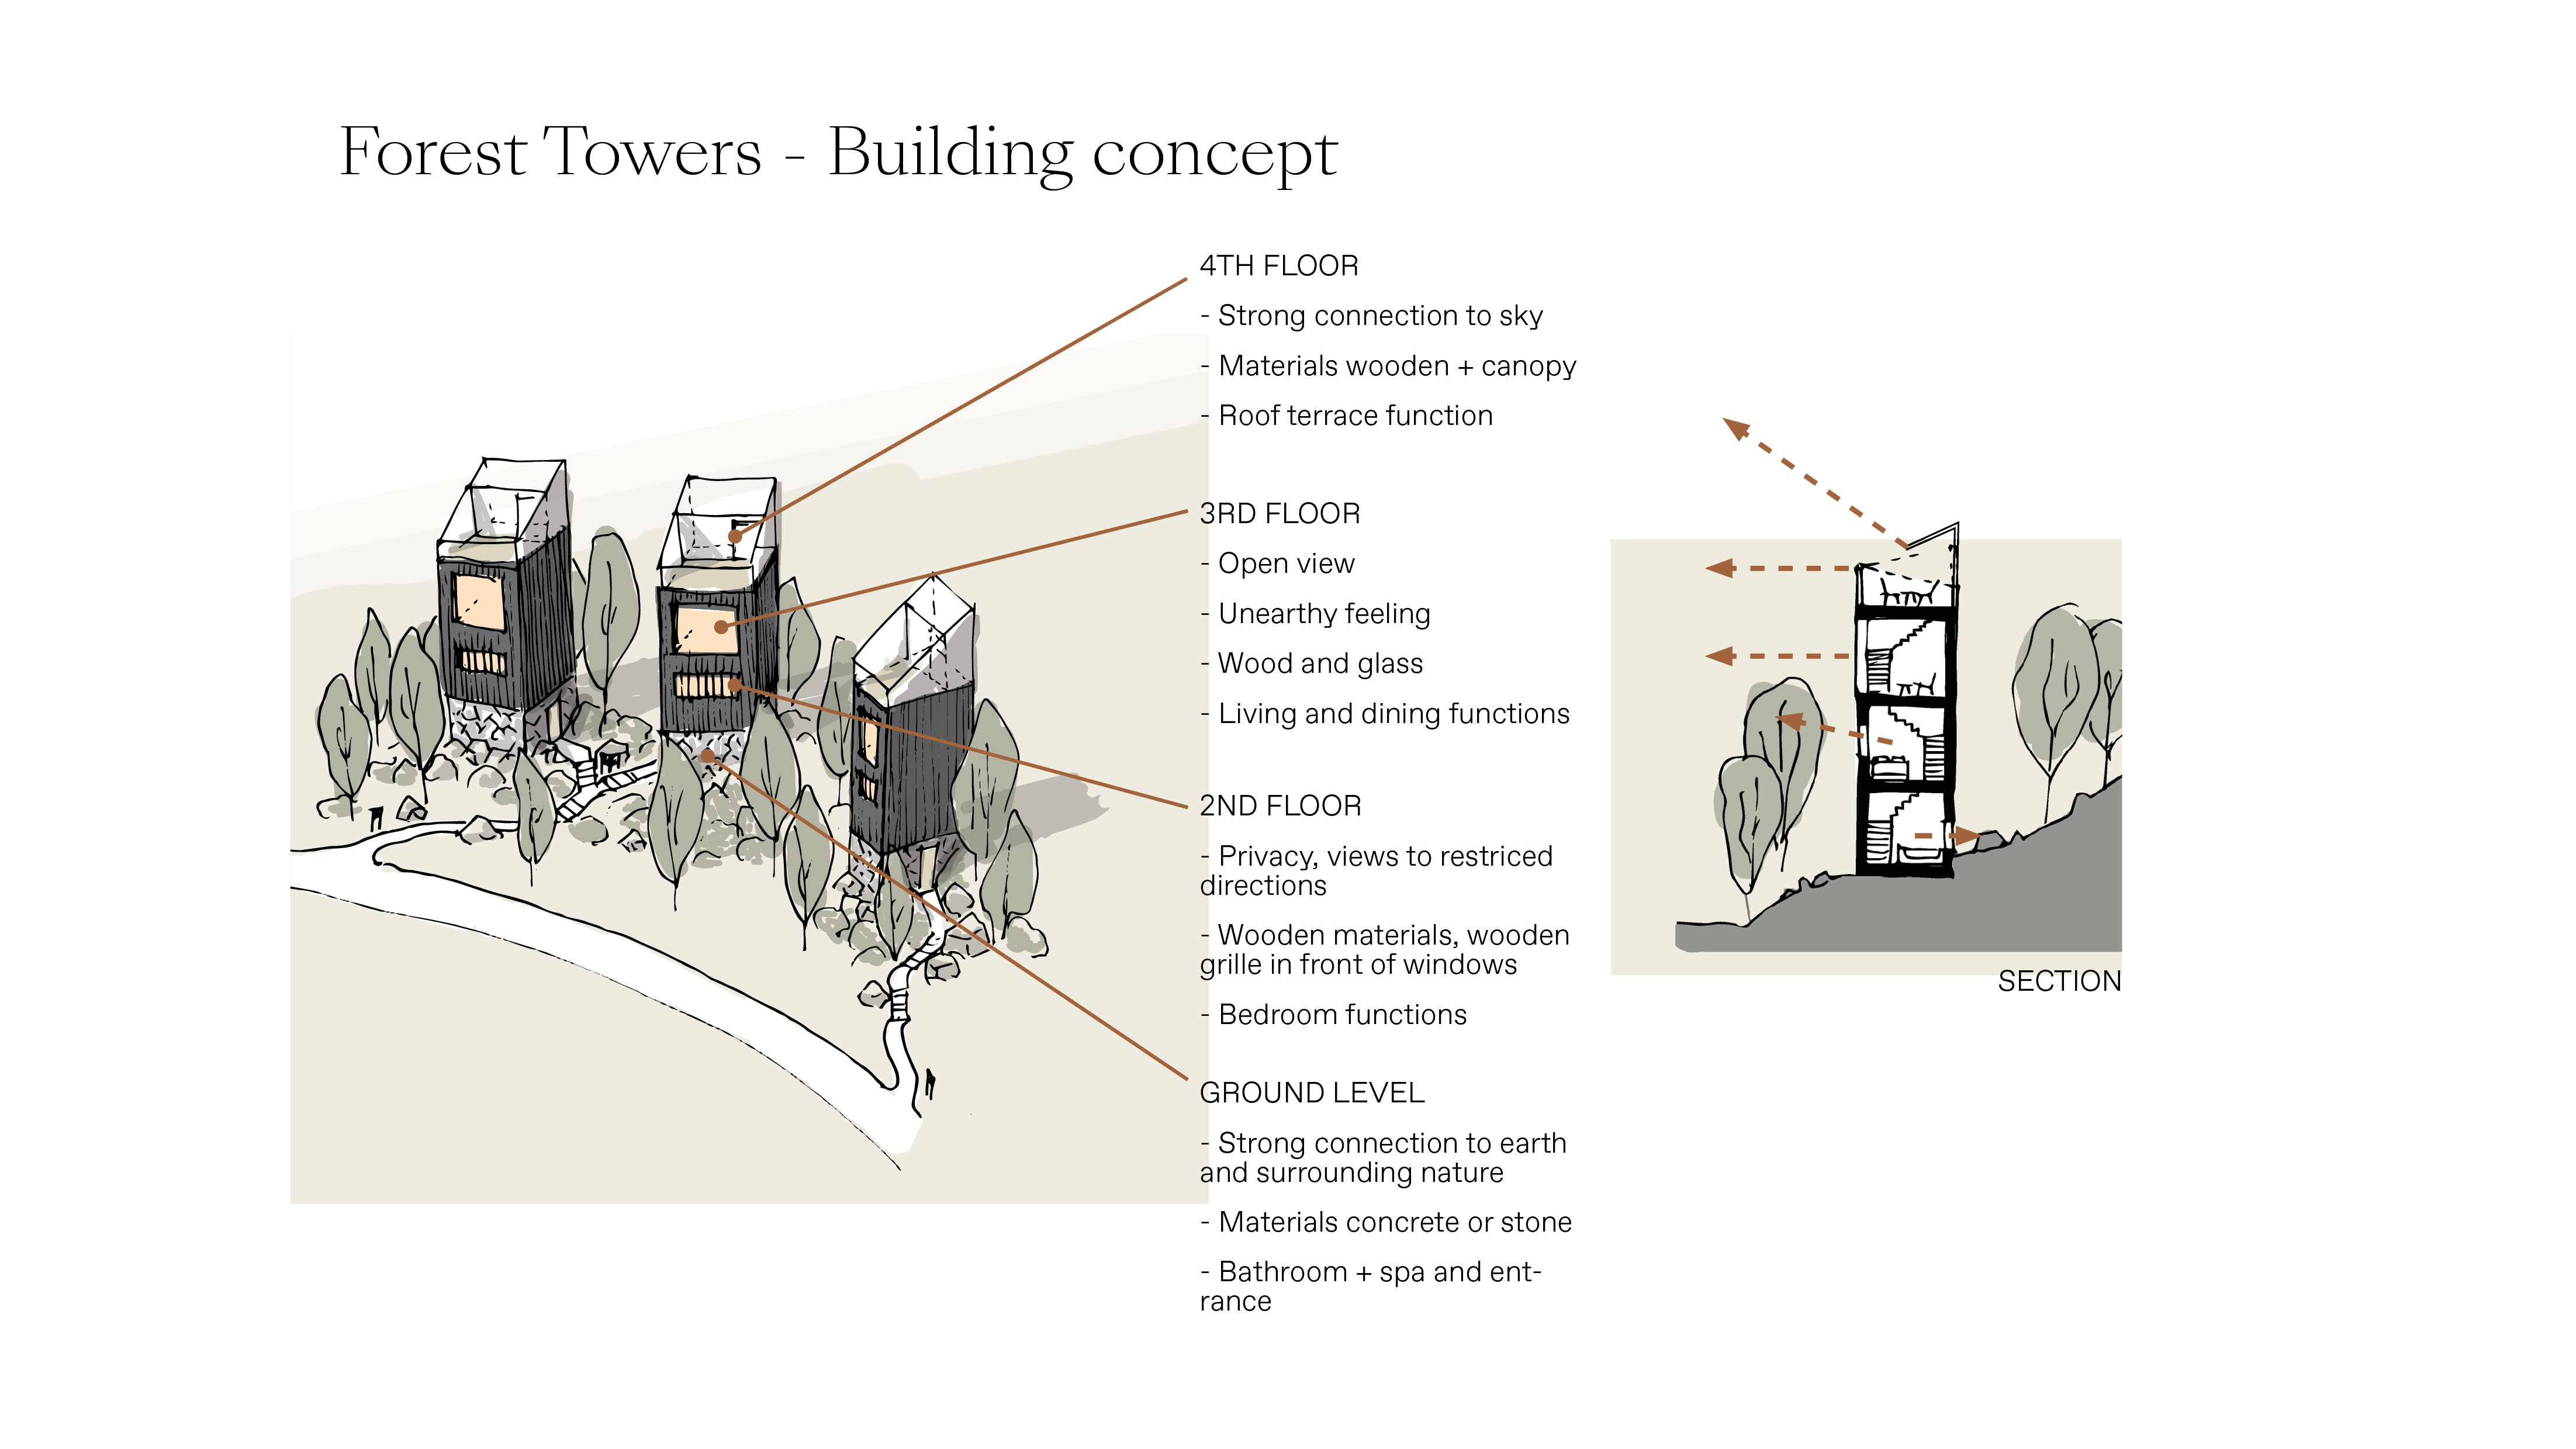 Forest Towers - Building concept
4TH FLOOR
- Strong connection to sky
- Materials wooden + canopy
- Roof terrace function
3RD FLOOR
- Open view
- Unearthy feeling
- Wood and glass
- Living and dining functions
2ND FLOOR
- Privacy, views to restriced
directions
- Wooden materials, wooden
grille in front of windows
- Bedroom functions
GROUND LEVEL
- Strong connection to earth
and surrounding nature
- Materials concrete or stone
- Bathroom + spa and ent-
rance
SECTION